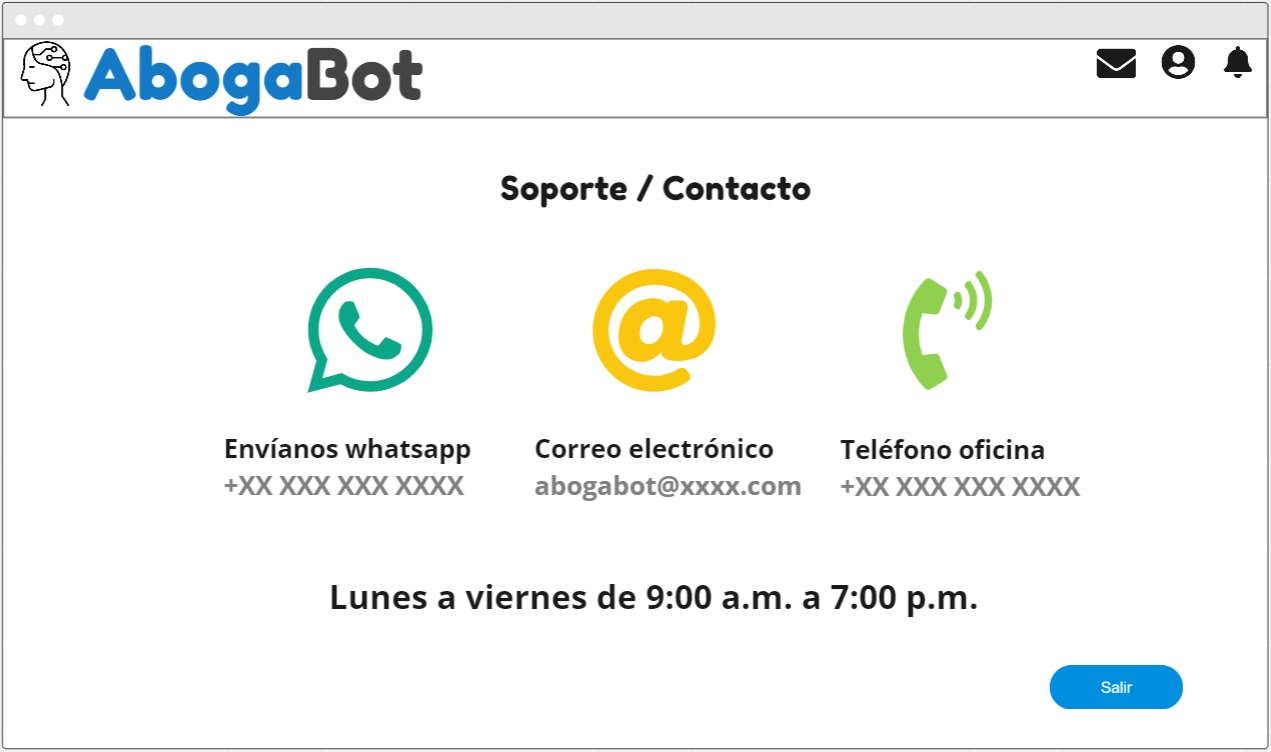 AbogaBot
Soporte / Contacto
Envíanos whatsapp
+XX XXX XXX XXXX
Correo electrónico
abogabot@xxxx.com
Teléfono oficina
+XX XXX XXX XXXX
Lunes a viernes de 9:00 a.m. a 7:00 p.m.
Salir